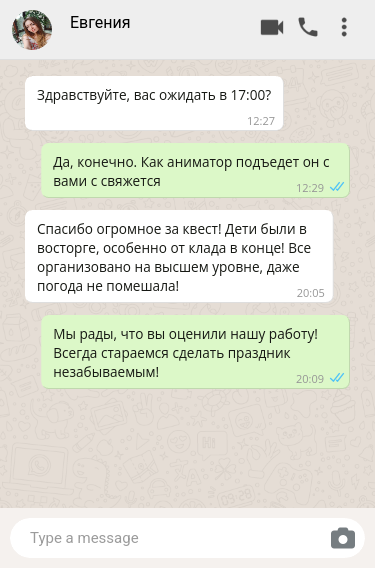 Евгения
Здравствуйте, вас ожидать в 17:00?
12:27
Да, конечно. Как аниматор подъедет он с
вами с свяжется
12:29
Спасибо огромное за квест! Дети были в
восторге, особенно от клада в конце! Все
организовано на высшем уровне, даже
погода не помешала!
20:05
Мы рады, что вы оценили нашу работу!
Всегда стараемся сделать праздник
незабываемым!
20:09
Type a message